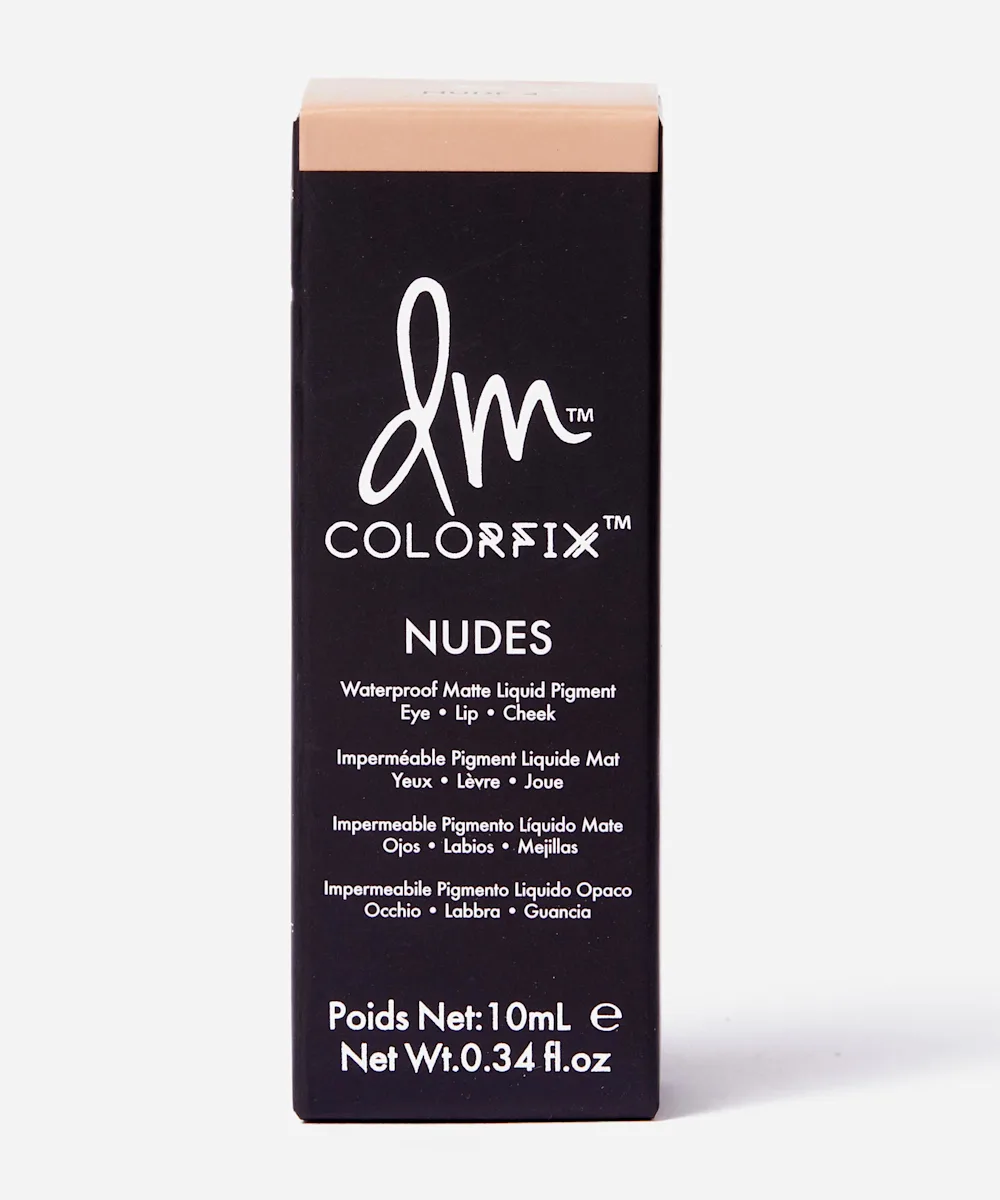 NUDE 4
dm™
COLORFIX™
NUDES
Waterproof Matte Liquid Pigment
Eye • Lip • Cheek
Imperméable Pigment Liquide Mat
Yeux • Lèvre • Joue
Impermeable Pigmento Líquido Mate
Ojos • Labios • Mejillas
Impermeabile Pigmento Liquido Opaco
Occhio • Labbra • Guancia
Poids Net: 10mL ℮
Net Wt.0.34 fl.oz